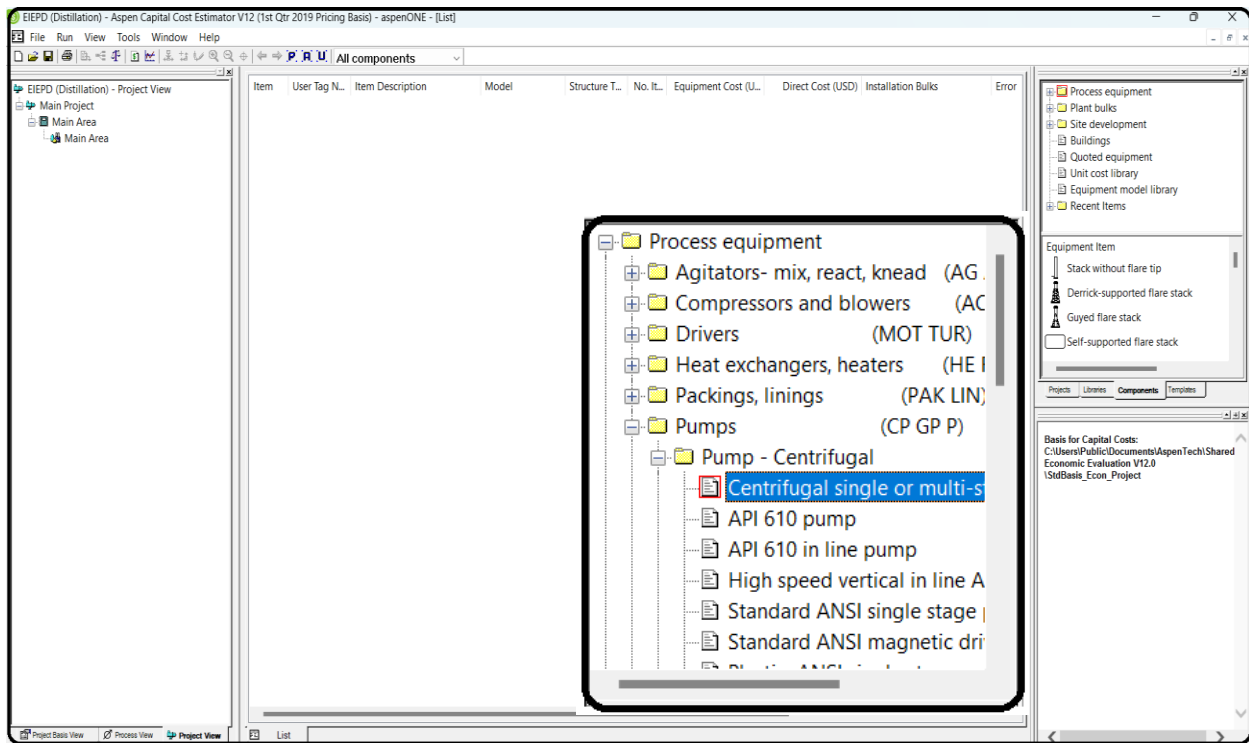 EIEPD (Distillation) - Aspen Capital Cost Estimator V12 (1st Qtr 2019 Pricing Basis) - aspenONE - [List]
File Run View Tools Window Help
P A U All components
EIEPD (Distillation) - Project View
Main Project
Main Area
Main Area
Project Basis View Process View Project View
Item User Tag N... Item Description Model Structure T... No. It... Equipment Cost (U... Direct Cost (USD) Installation Bulks Error
Process equipment
Agitators- mix, react, knead (AG
Compressors and blowers (AC
Drivers (MOT TUR)
Heat exchangers, heaters (HE
Packings, linings (PAK LIN)
Pumps (CP GP P)
Pump - Centrifugal
Centrifugal single or multi-s
API 610 pump
API 610 in line pump
High speed vertical in line A
Standard ANSI single stage
Standard ANSI magnetic dri
List
Process equipment
Plant bulks
Site development
Buildings
Quoted equipment
Unit cost library
Equipment model library
Recent Items
Equipment Item
Stack without flare tip
Derrick-supported flare stack
Guyed flare stack
Self-supported flare stack
Projects Libraries Components Templates
Basis for Capital Costs:
C:\Users\Public\Documents\AspenTech\Shared
Economic Evaluation V12.0
\StdBasis_Econ_Project